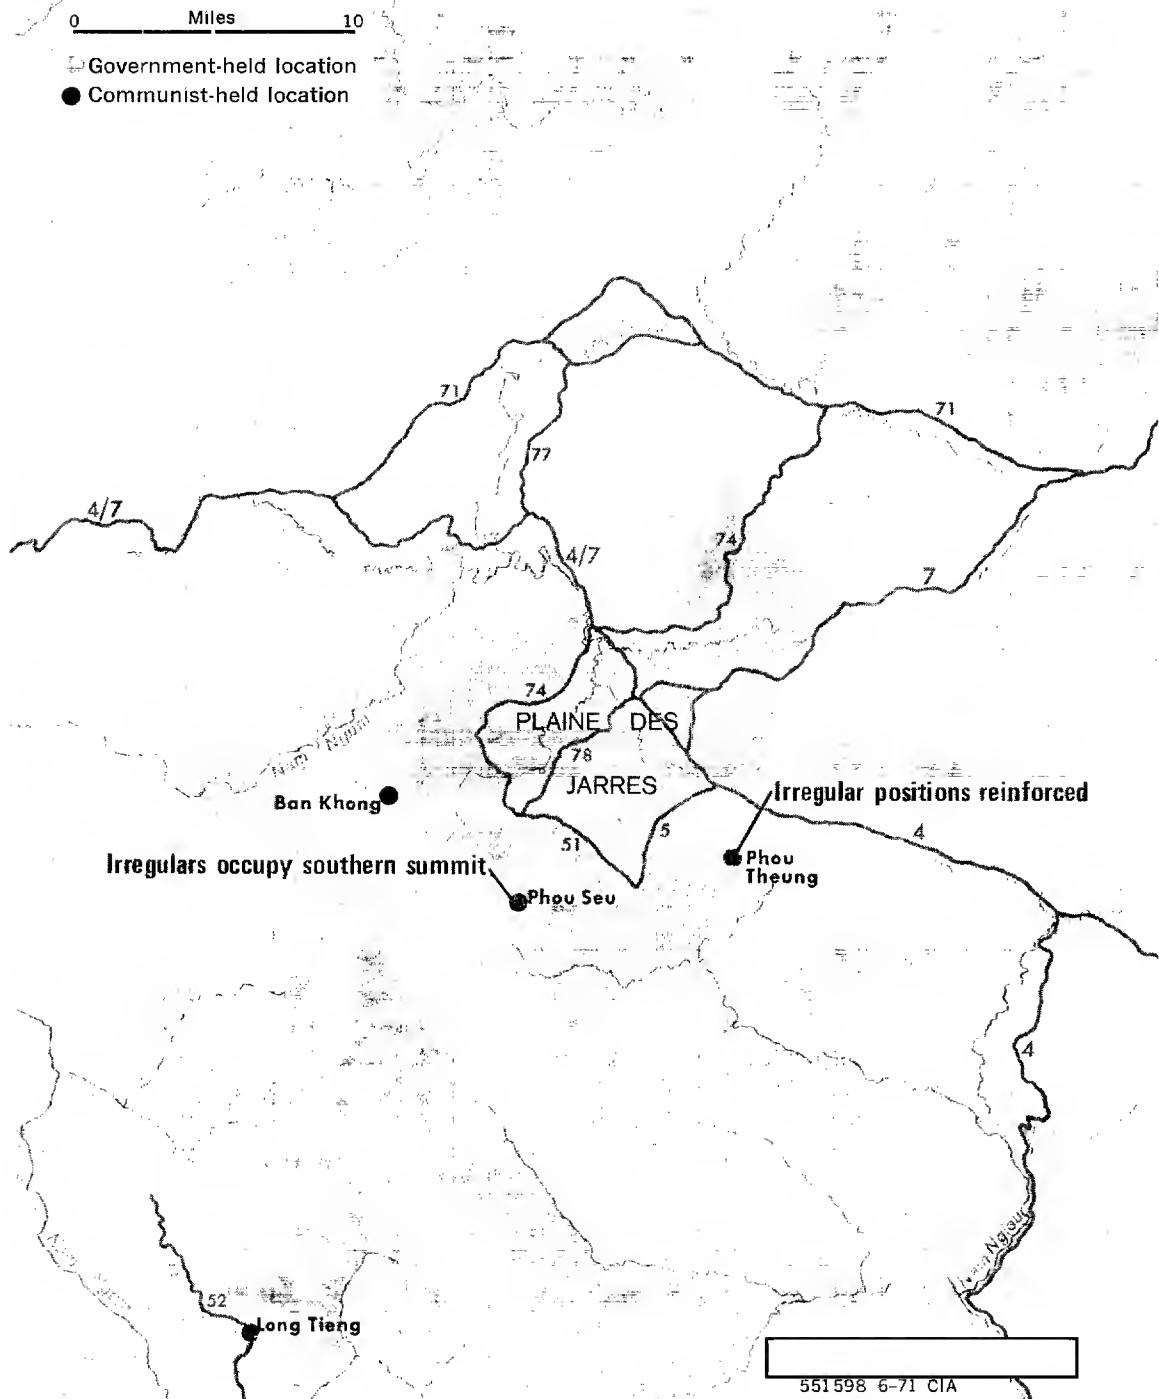 0 Miles 10
Government-held location
Communist-held location
71
71
77
4/7
4/7
74
7
74
PLAINE DES
78
JARRES
Ban Khong
Irregular positions reinforced
51
5
4
Phou
Theung
Irregulars occupy southern summit
Phou Seu
4
52
Long Tieng
551598 6-71 CIA